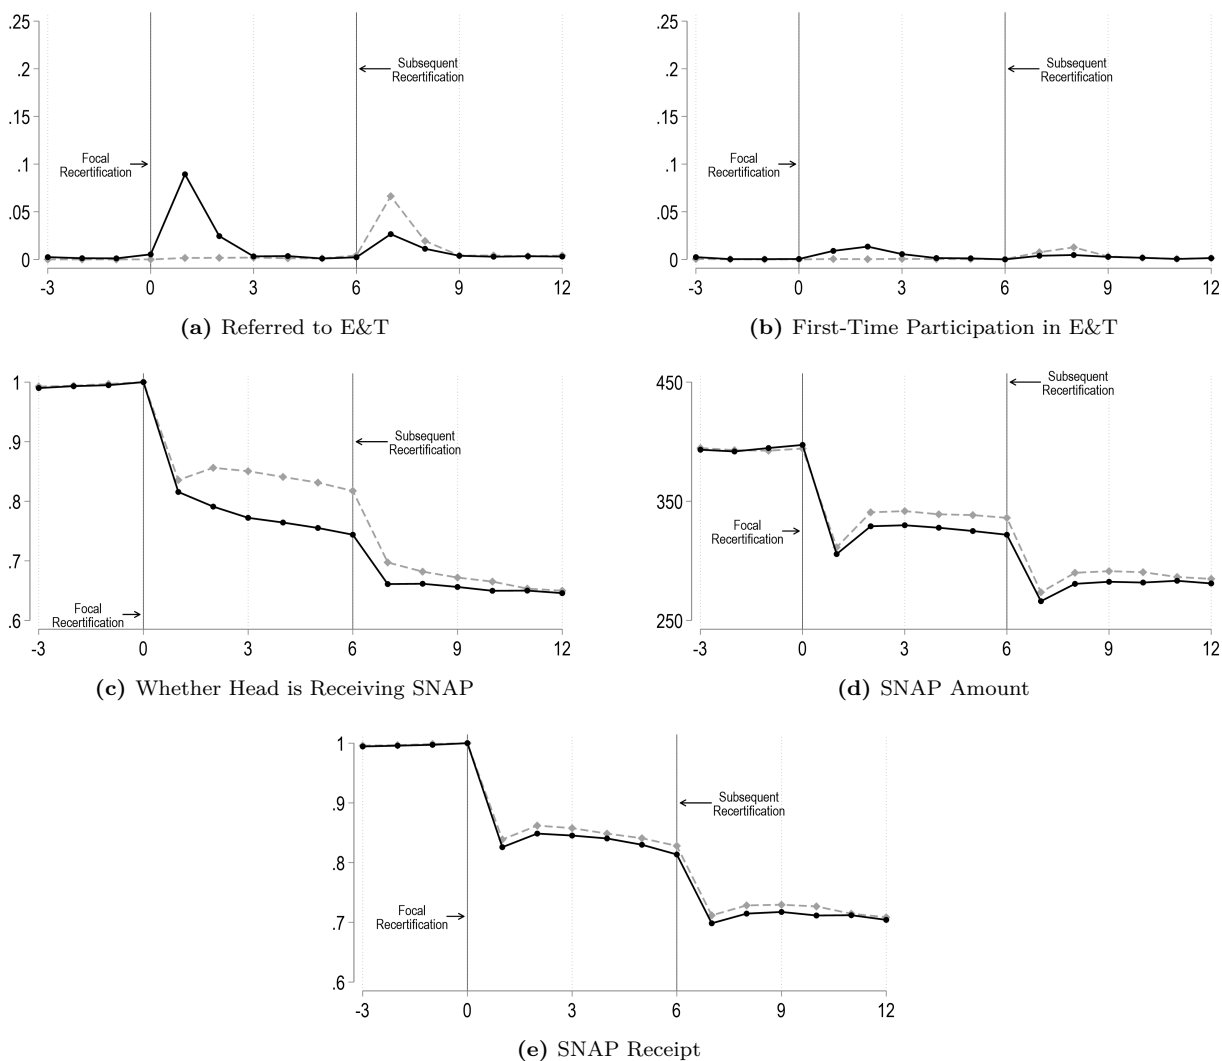 .25
.2
.15
.1
.05
0
Focal
Recertification
Subsequent
Recertification
-3 0 3 6 9 12
(a) Referred to E&T
.25
.2
.15
.1
.05
0
Focal
Recertification
Subsequent
Recertification
-3 0 3 6 9 12
(b) First-Time Participation in E&T
1
.9
.8
.7
.6
Subsequent
Recertification
Focal
Recertification
-3 0 3 6 9 12
(c) Whether Head is Receiving SNAP
450
350
250
Subsequent
Recertification
Focal
Recertification
-3 0 3 6 9 12
(d) SNAP Amount
1
.9
.8
.7
.6
Subsequent
Recertification
Focal
Recertification
-3 0 3 6 9 12
(e) SNAP Receipt